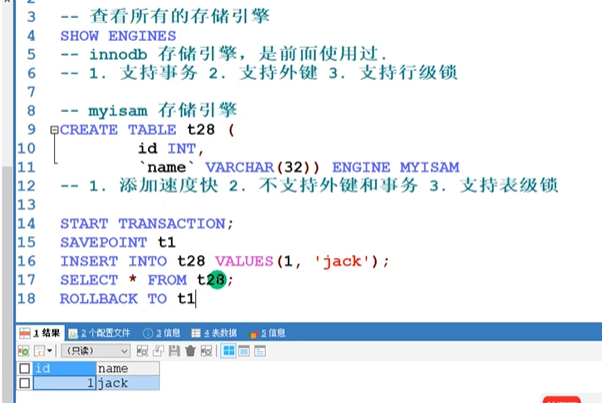 3 -- 查看所有的存储引擎
4 SHOW ENGINES
5 -- innodb 存储引擎，是前面使用过.
6 -- 1. 支持事务 2. 支持外键 3. 支持行级锁
7
8 -- myisam 存储引擎
9 CREATE TABLE t28 (
10 id INT,
11 `name` VARCHAR(32)) ENGINE MYISAM
12 -- 1. 添加速度快 2. 不支持外键和事务 3. 支持表级锁
13
14 START TRANSACTION;
15 SAVEPOINT t1
16 INSERT INTO t28 VALUES(1, 'jack');
17 SELECT * FROM t28;
18 ROLLBACK TO t1
1 结果 2 个配置文件 3 信息 4 表数据 5 信息
（只读）
id name
1 jack